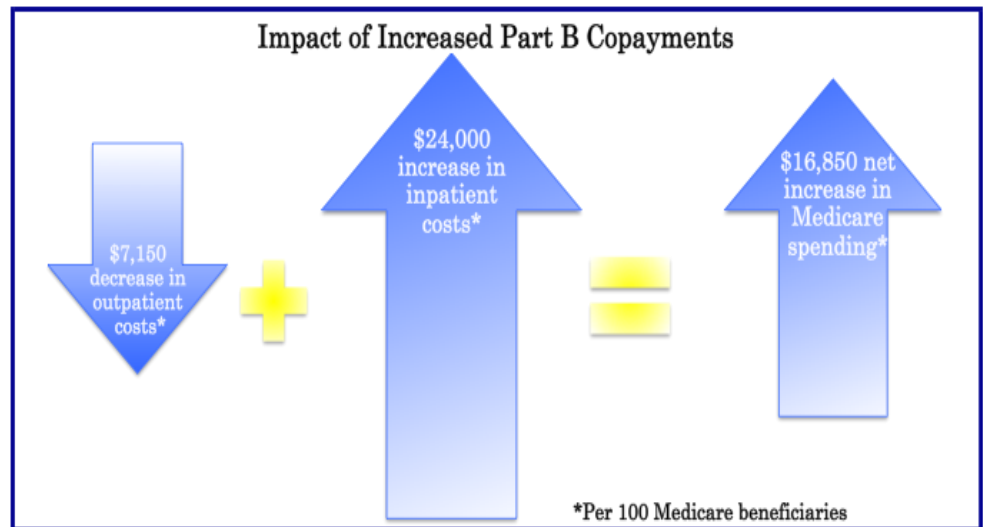 Impact of Increased Part B Copayments
$7,150
decrease in
outpatient
costs*
$24,000
increase in
inpatient
costs*
$16,850 net
increase in
Medicare
spending*
*Per 100 Medicare beneficiaries